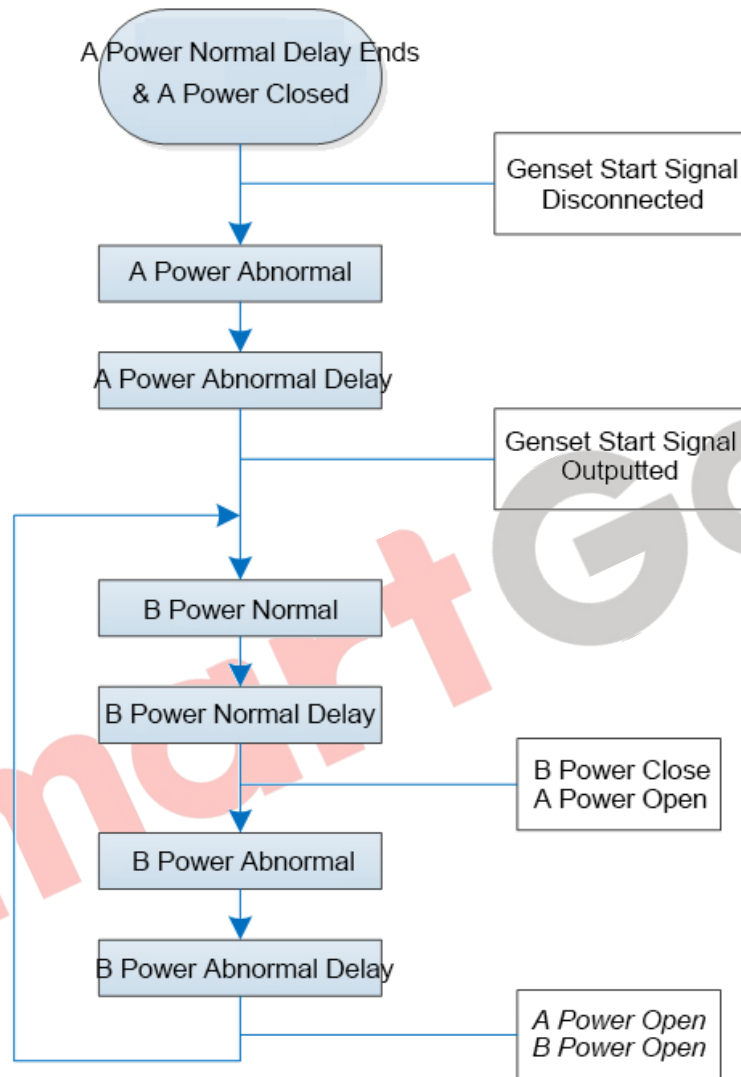 A Power Normal Delay Ends
& A Power Closed
Genset Start Signal
Disconnected
A Power Abnormal
A Power Abnormal Delay
Genset Start Signal
Outputted
B Power Normal
B Power Normal Delay
B Power Close
A Power Open
B Power Abnormal
B Power Abnormal Delay
A Power Open
B Power Open